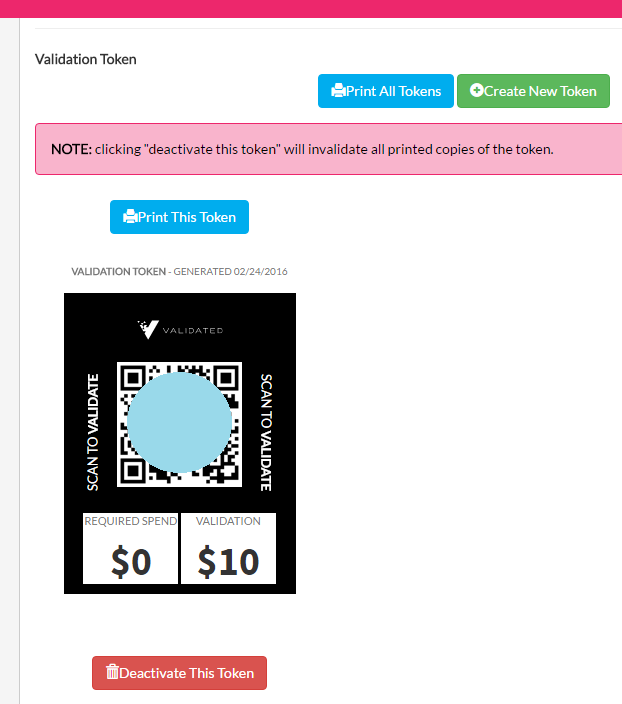 Validation Token
Print All Tokens
Create New Token
NOTE: clicking "deactivate this token" will invalidate all printed copies of the token.
Print This Token
VALIDATION TOKEN - GENERATED 02/24/2016
VALIDATED
SCAN TO VALIDATE
SCAN TO VALIDATE
REQUIRED SPEND
$0
VALIDATION
$10
Deactivate This Token